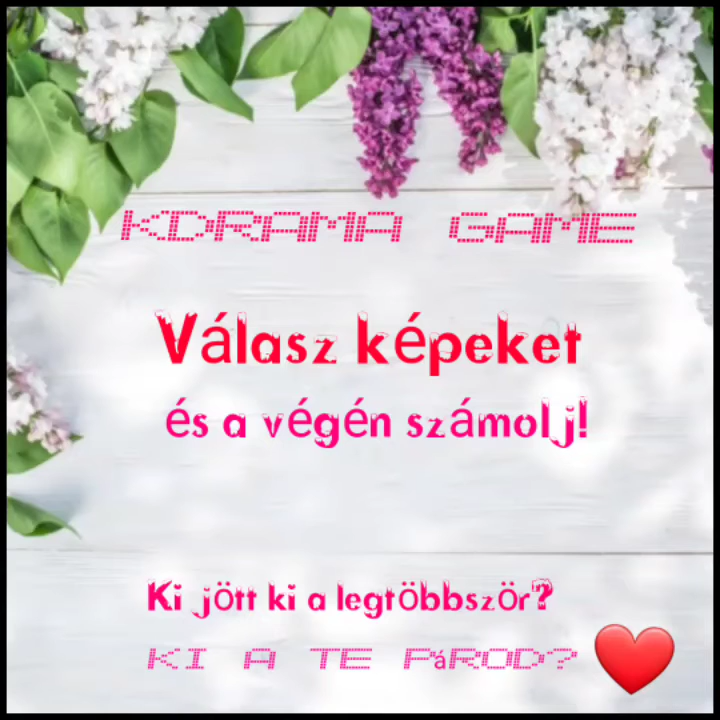 KDRAMA GAME
Válasz képeket
és a végén számolj!
Ki jött ki a legtöbbször?
KI A TE PáROD?